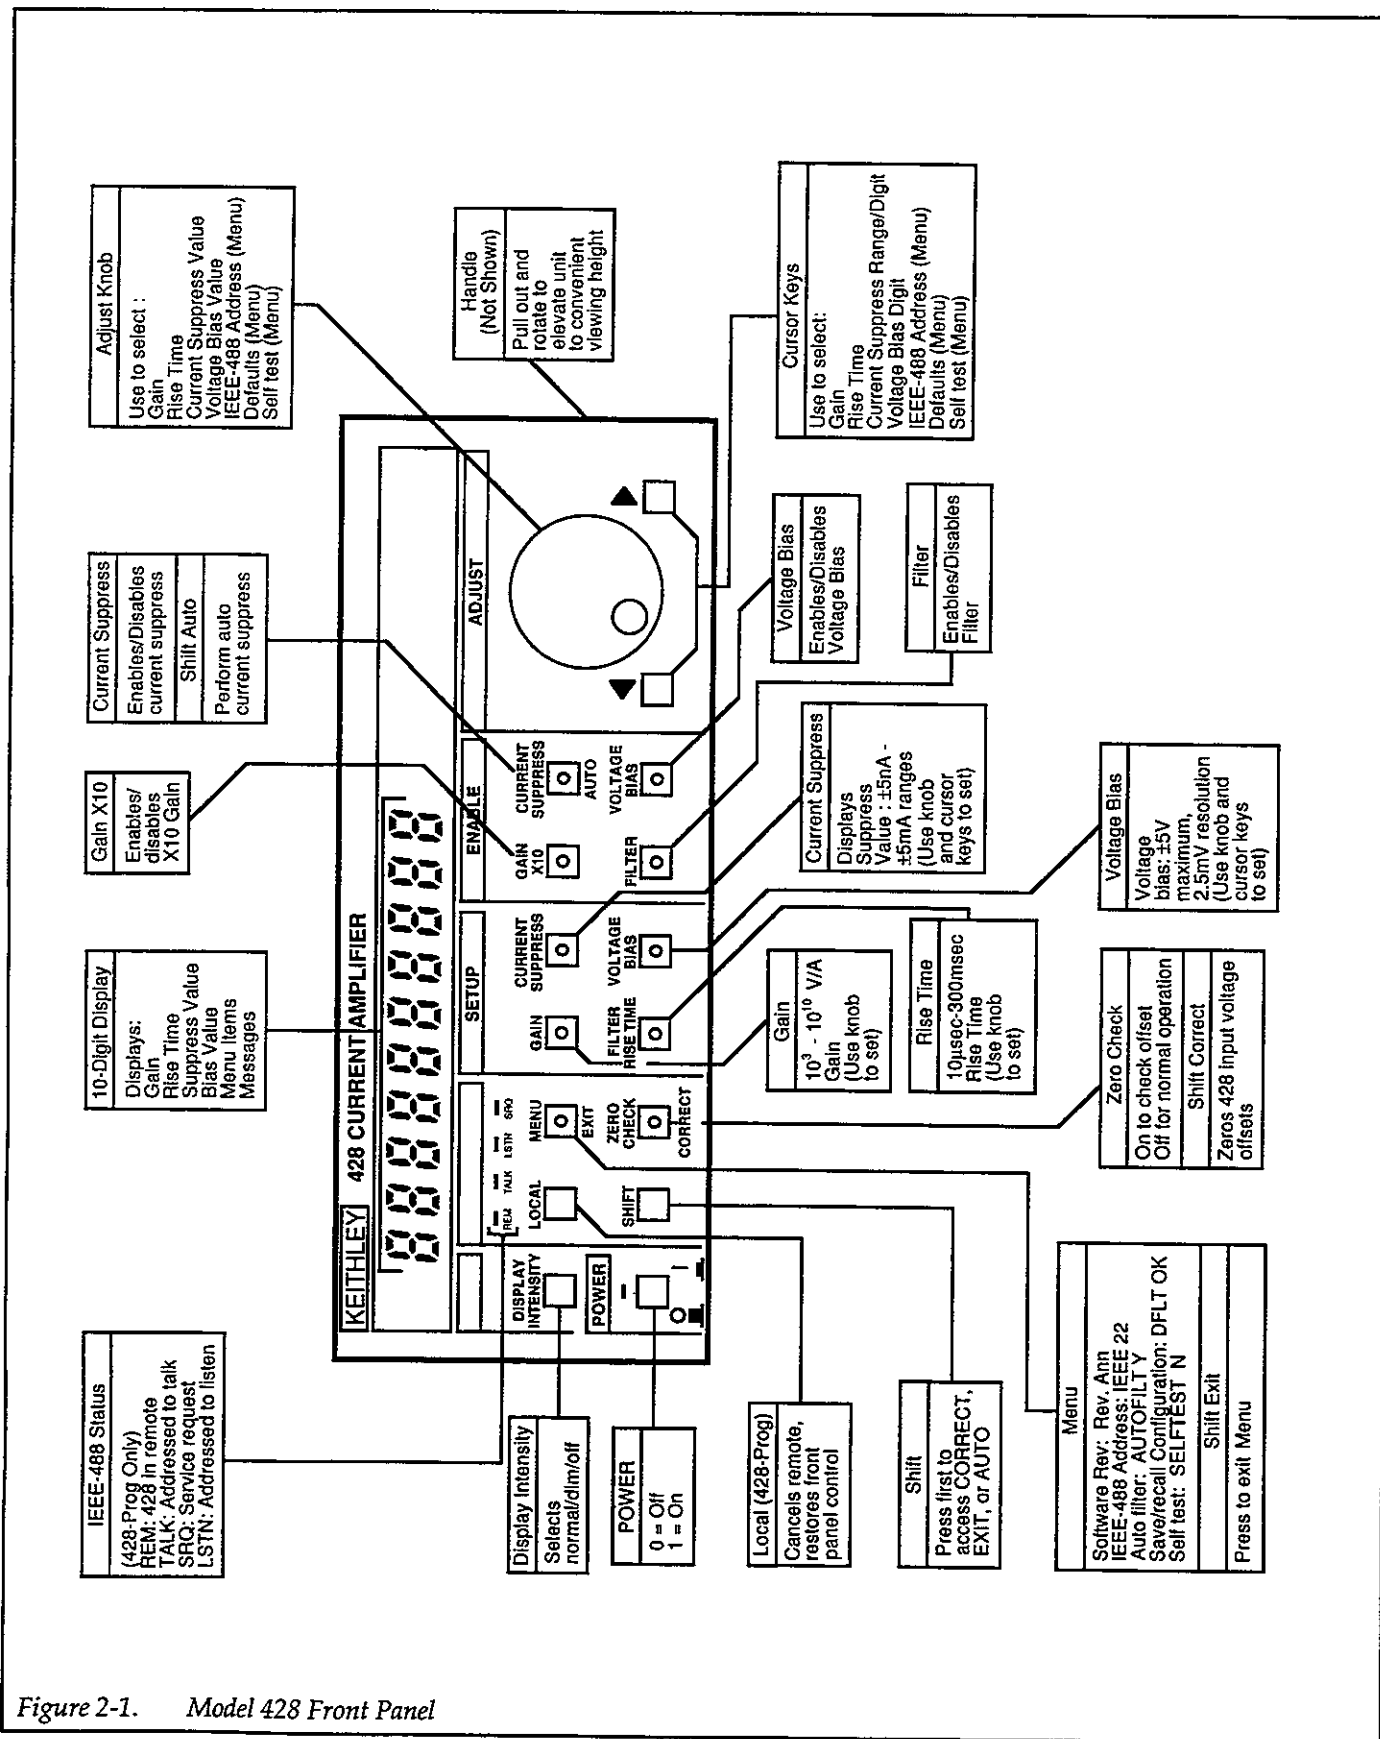 IEEE-488 Status
(428-Prog Only)
REM: 428 in remote
TALK: Addressed to talk
SRQ: Service request
LSTN: Addressed to listen
10-Digit Display
Displays:
Gain
Rise Time
Suppress Value
Bias Value
Menu Items
Messages
Gain X10
Enables/
disables
X10 Gain
Current Suppress
Enables/Disables
current suppress
Shift Auto
Perform auto
current suppress
Adjust Knob
Use to select :
Gain
Rise Time
Current Suppress Value
Voltage Bias Value
IEEE-488 Address (Menu)
Defaults (Menu)
Self test (Menu)
KEITHLEY 428 CURRENT AMPLIFIER
REM TALK LSTN SRQ
SETUP
ENABLE
ADJUST
DISPLAY
INTENSITY
LOCAL
MENU
EXIT
GAIN
CURRENT
SUPPRESS
GAIN
X10
CURRENT
SUPPRESS
AUTO
POWER
SHIFT
ZERO
CHECK
CORRECT
FILTER
RISE TIME
VOLTAGE
BIAS
FILTER
VOLTAGE
BIAS
Handle
(Not Shown)
Pull out and
rotate to
elevate unit
to convenient
viewing height
Display Intensity
Selects
normal/dim/off
POWER
0 = Off
1 = On
Local (428-Prog)
Cancels remote,
restores front
panel control
Shift
Press first to
access CORRECT,
EXIT, or AUTO
Menu
Software Rev: Rev. Ann
IEEE-488 Address: IEEE 22
Auto filter: AUTOFILTY
Save/recall Configuration: DFLT OK
Self test: SELFTEST N
Shift Exit
Press to exit Menu
Zero Check
On to check offset
Off for normal operation
Shift Correct
Zeros 428 input voltage
offsets
Gain
10³ - 10¹⁰ V/A
Gain
(Use knob
to set)
Rise Time
10µsec-300msec
Rise Time
(Use knob
to set)
Current Suppress
Displays
Suppress
Value : ±5nA -
±5mA ranges
(Use knob
and cursor
keys to set)
Voltage Bias
Voltage
bias: ±5V
maximum,
2.5mV resolution
(Use knob and
cursor keys
to set)
Voltage Bias
Enables/Disables
Voltage Bias
Filter
Enables/Disables
Filter
Cursor Keys
Use to select:
Gain
Rise Time
Current Suppress Range/Digit
Voltage Bias Digit
IEEE-488 Address (Menu)
Defaults (Menu)
Self test (Menu)
Figure 2-1. Model 428 Front Panel